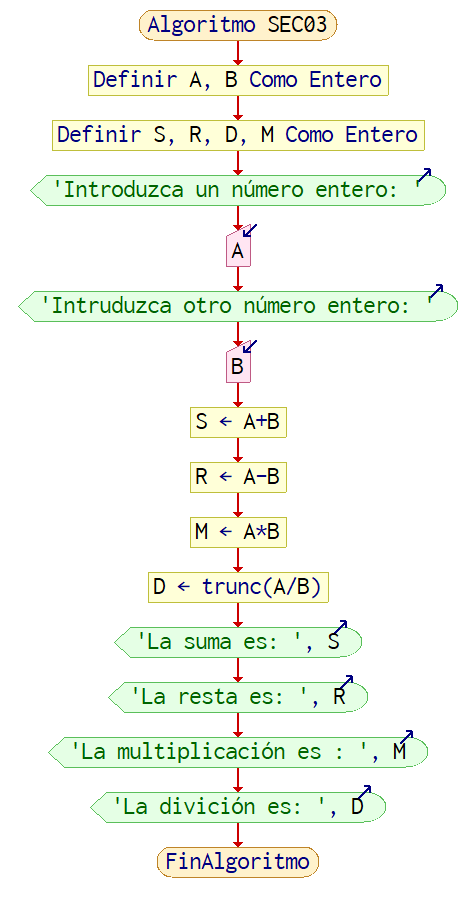 Algoritmo SEC03
Definir A, B Como Entero
Definir S, R, D, M Como Entero
'Introduzca un número entero: '
A
'Intruduzca otro número entero: '
B
S ← A+B
R ← A-B
M ← A*B
D ← trunc(A/B)
'La suma es: ', S
'La resta es: ', R
'La multiplicación es : ', M
'La divición es: ', D
FinAlgoritmo